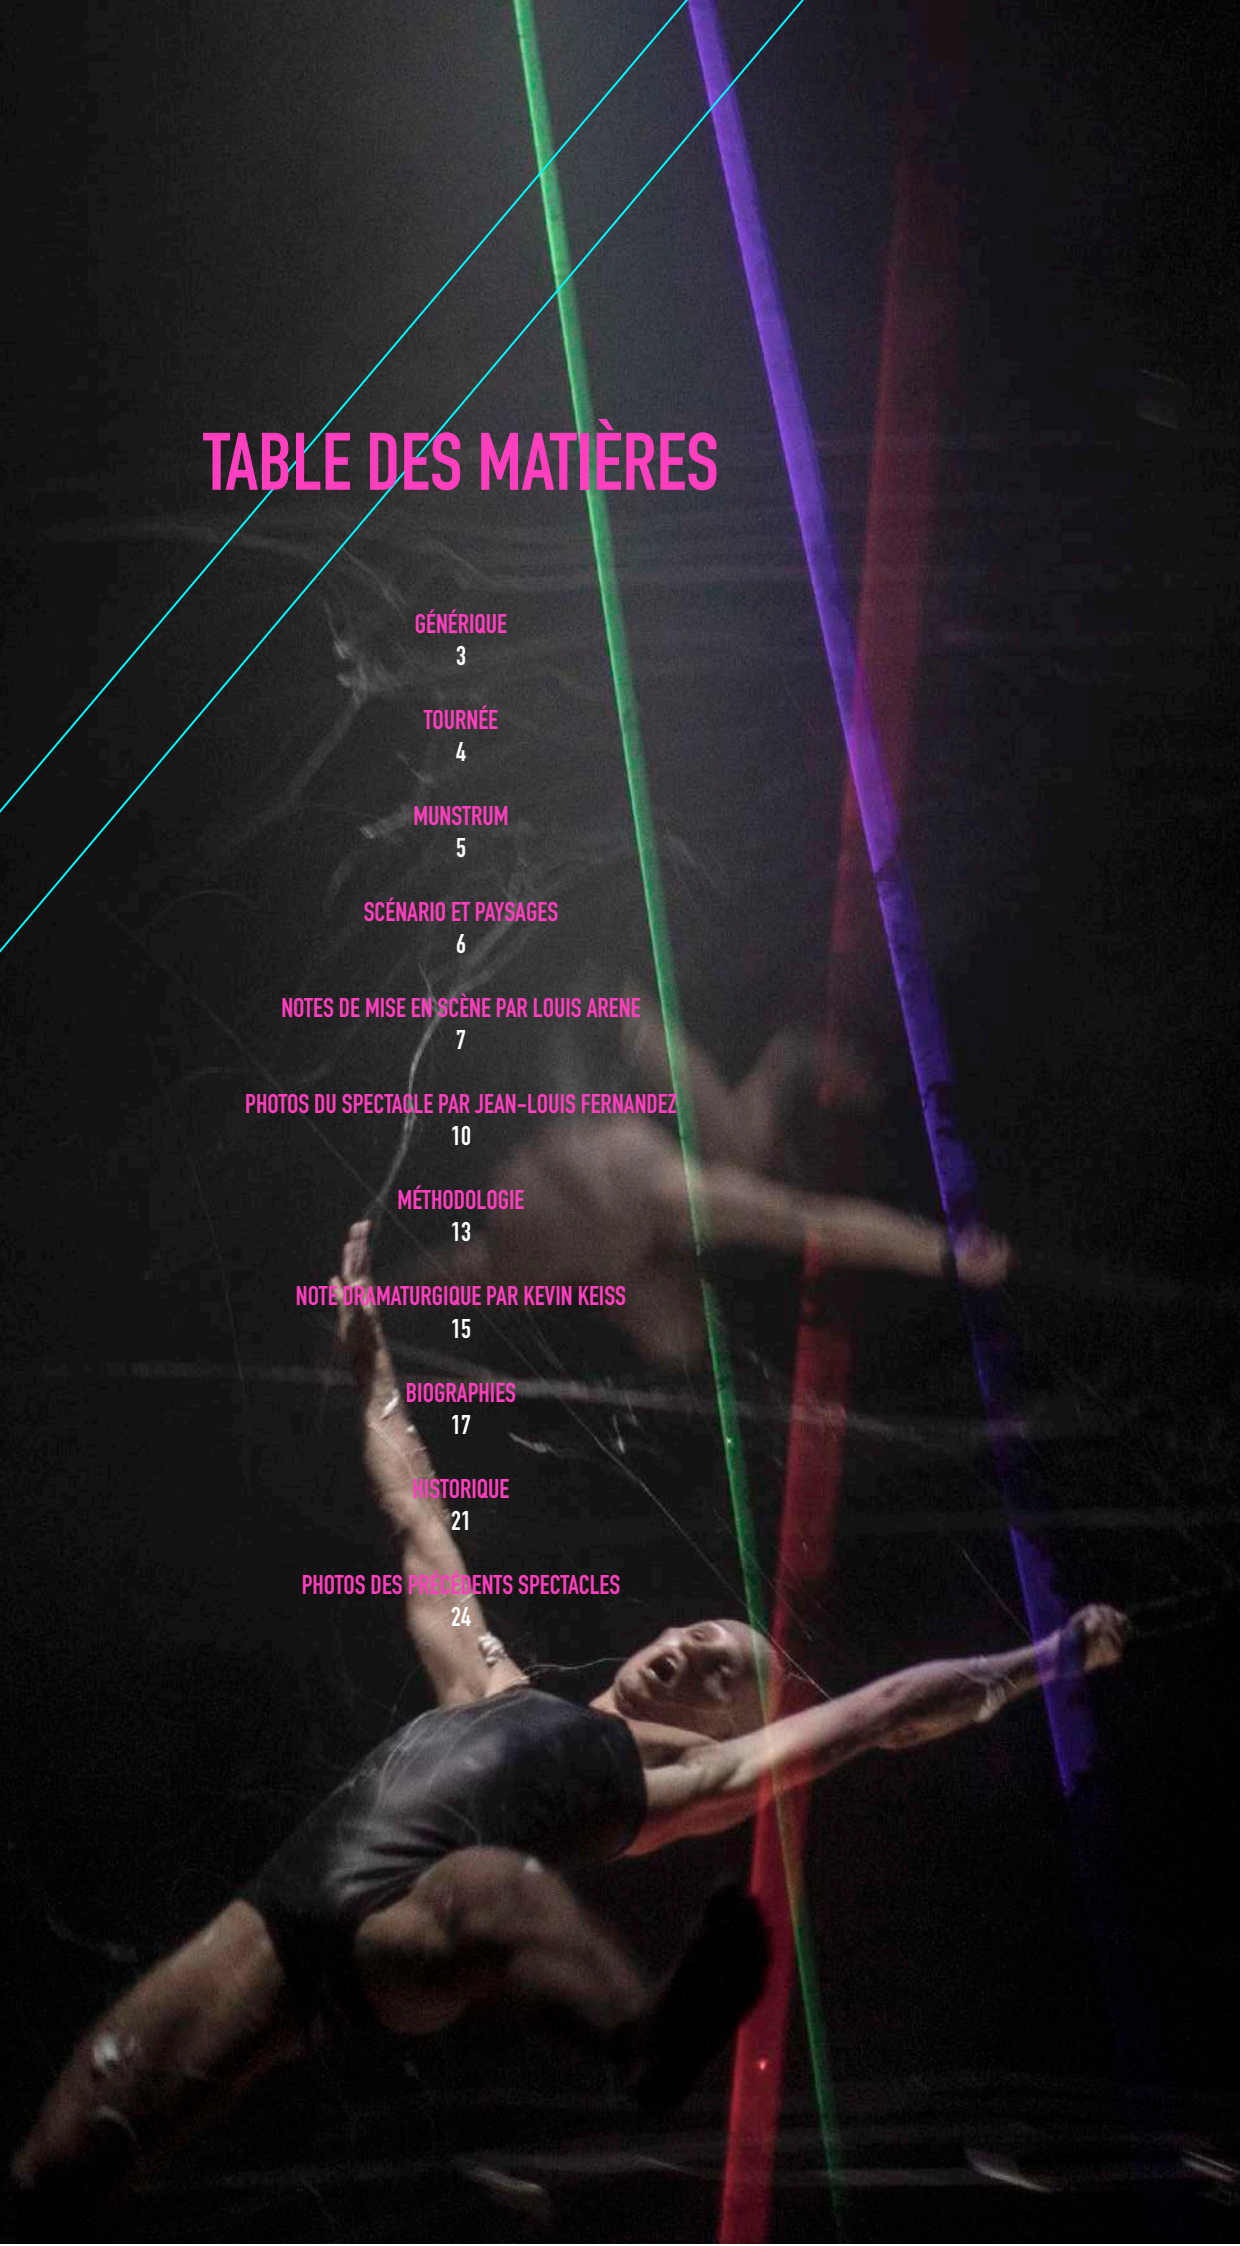 TABLE DES MATIÈRES
GÉNÉRIQUE
3
TOURNÉE
4
MUNSTRUM
5
SCÉNARIO ET PAYSAGES
6
NOTES DE MISE EN SCÈNE PAR LOUIS ARENE
7
PHOTOS DU SPECTACLE PAR JEAN-LOUIS FERNANDEZ
10
MÉTHODOLOGIE
13
NOTE DRAMATURGIQUE PAR KEVIN KEISS
15
BIOGRAPHIES
17
HISTORIQUE
21
PHOTOS DES PRÉCÉDENTS SPECTACLES
24